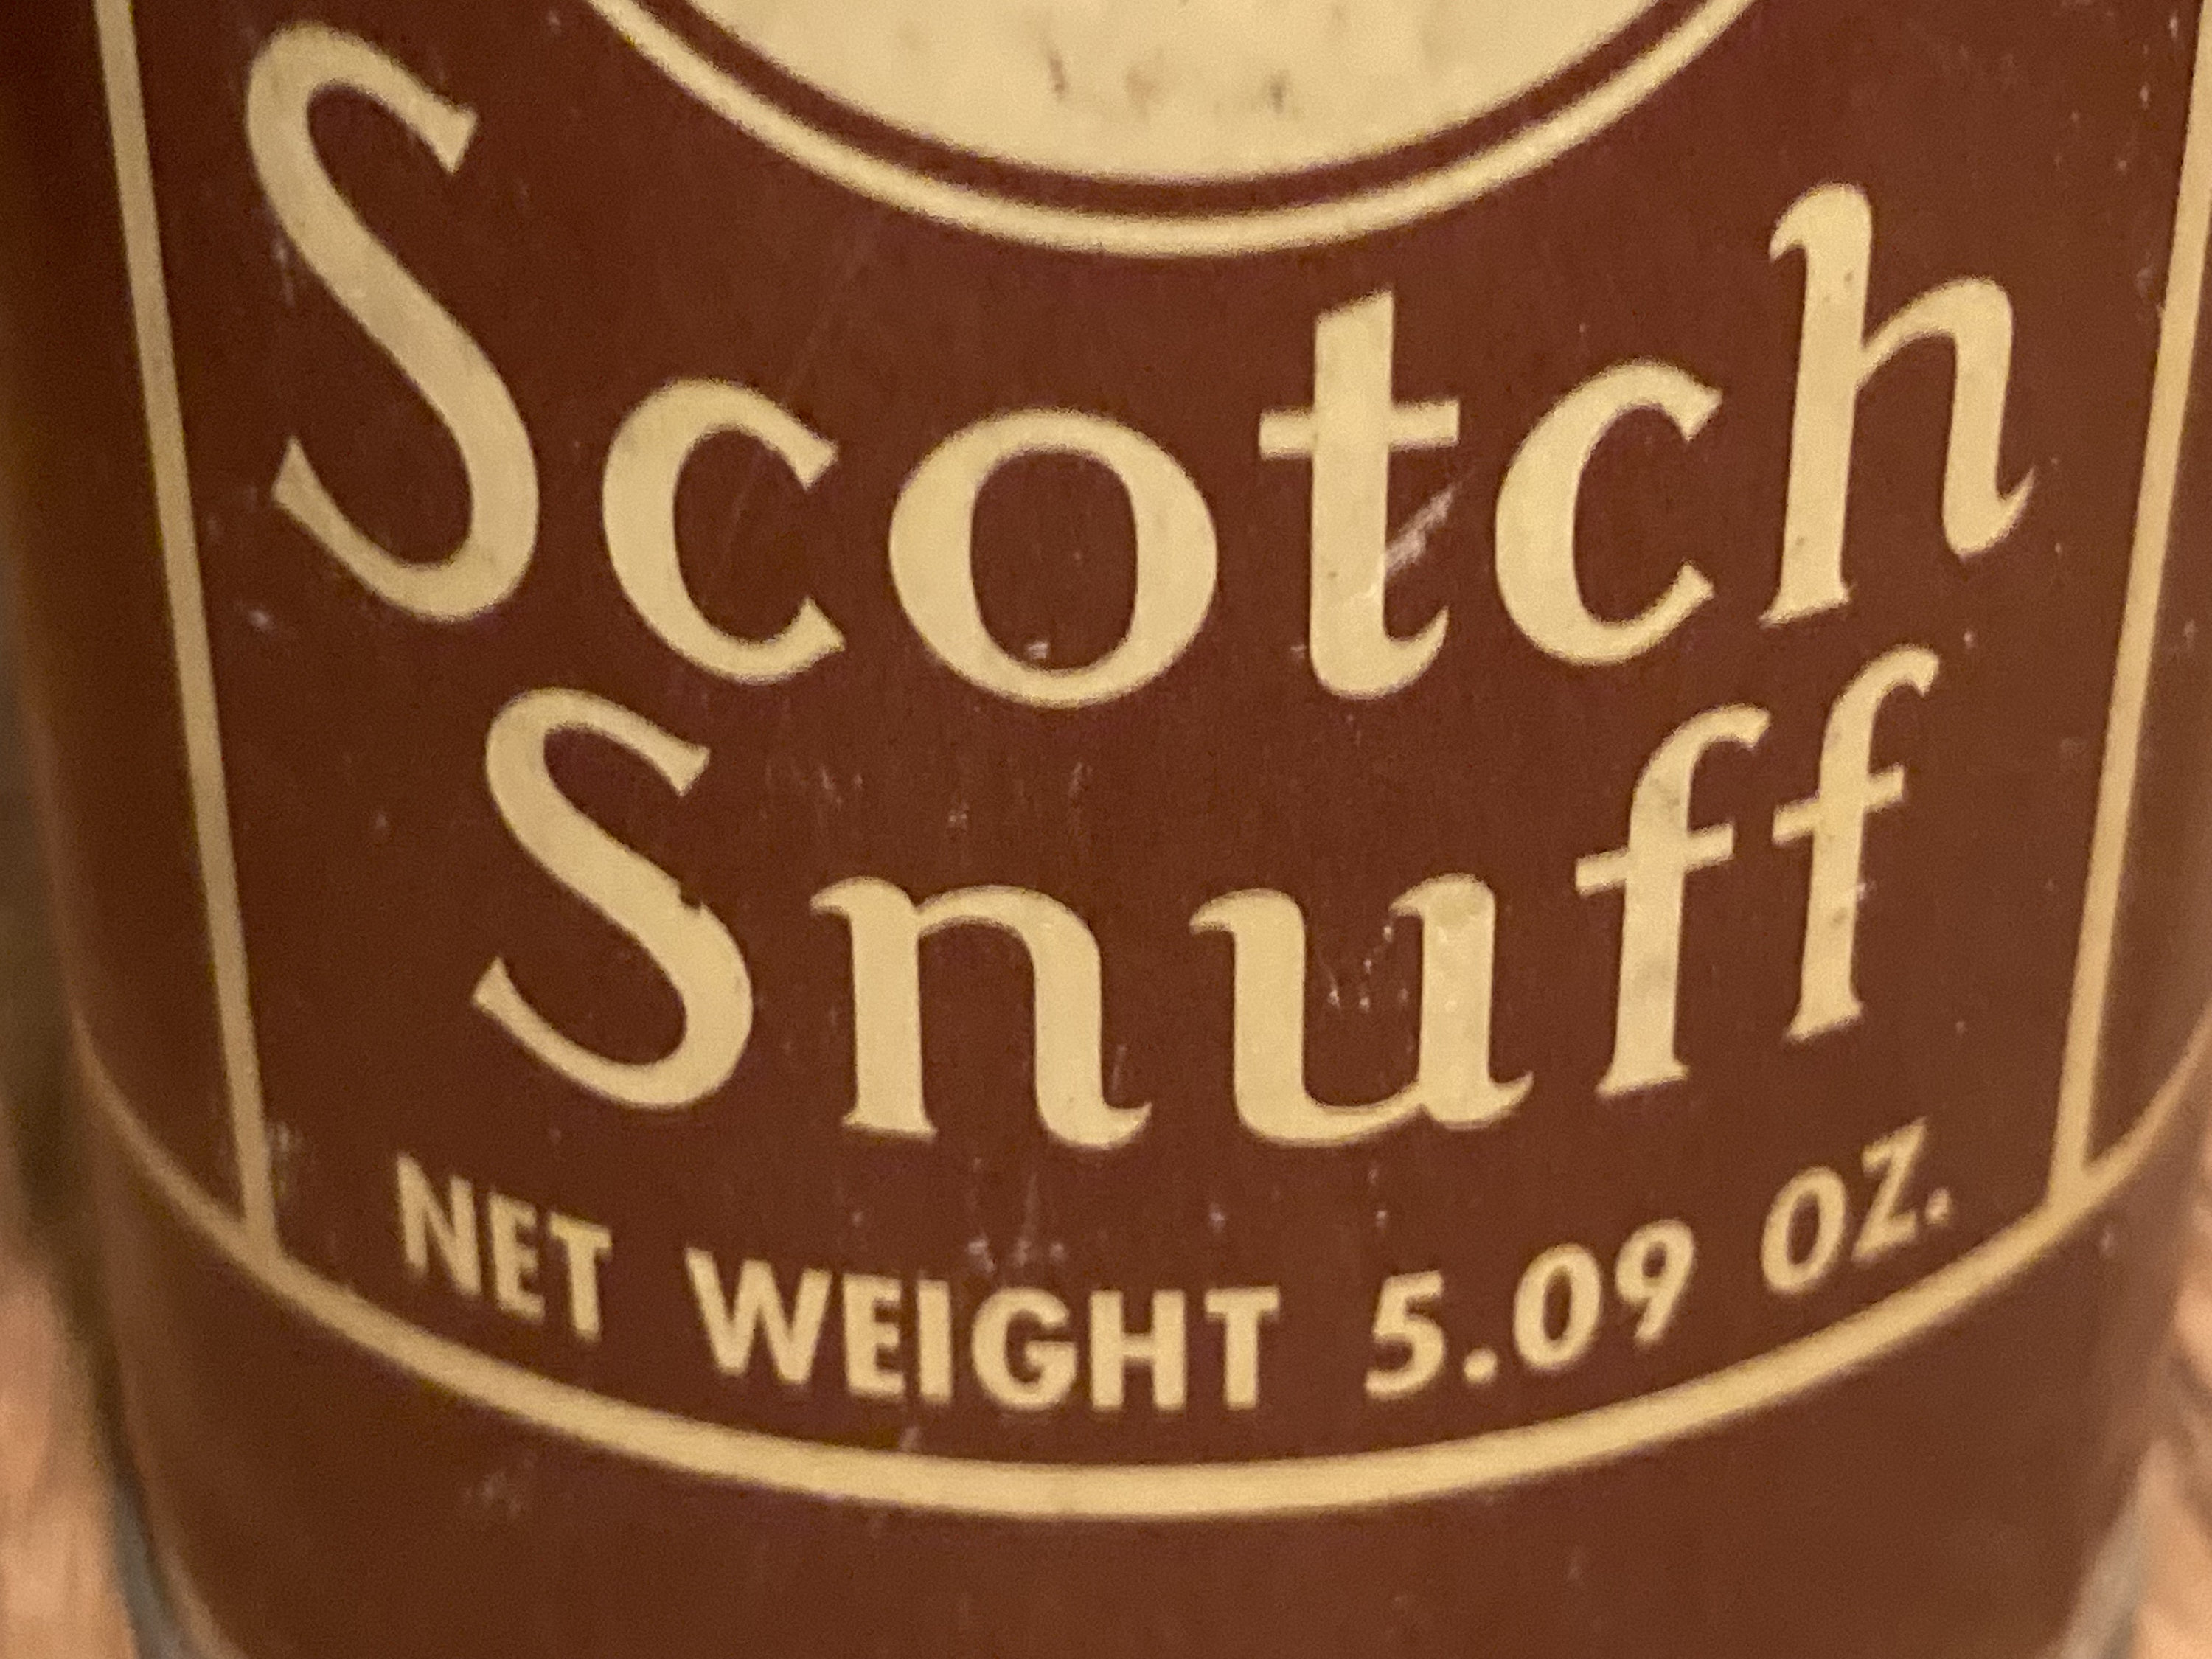 Scotch
Snuff
NET WEIGHT 5.09 OZ.